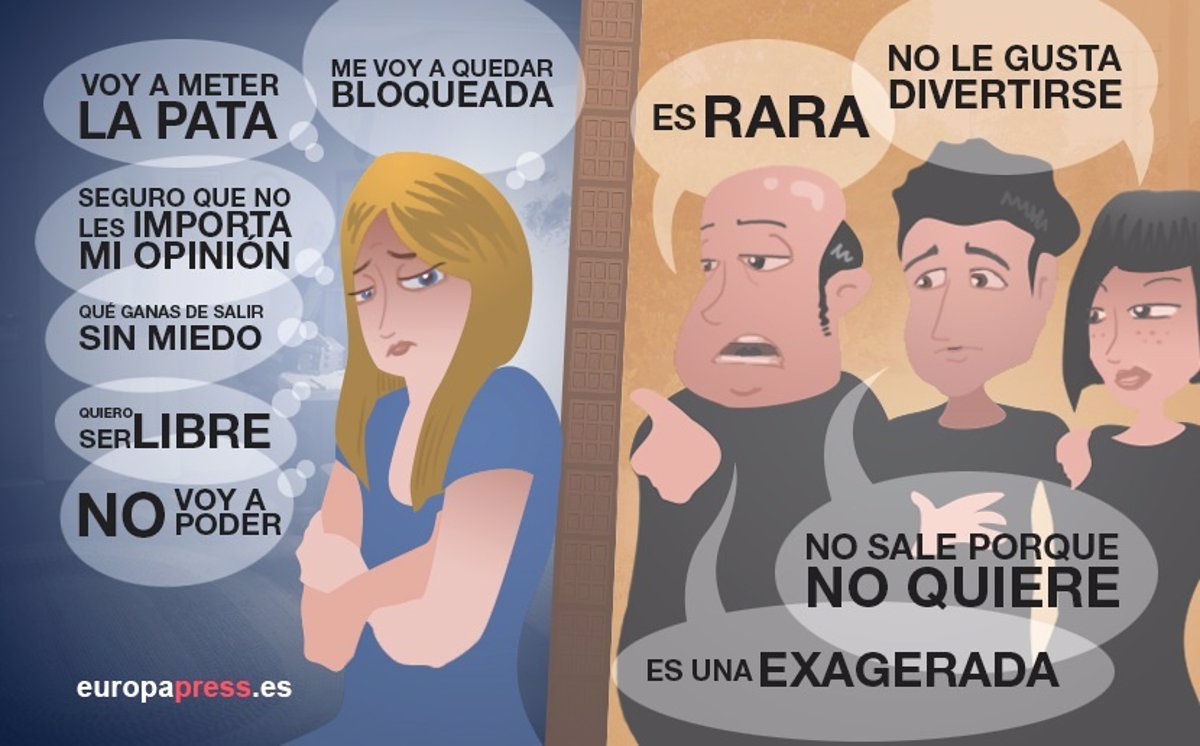 VOY A METER
LA PATA
ME VOY A QUEDAR
BLOQUEADA
SEGURO QUE NO
LES IMPORTA
MI OPINIÓN
QUÉ GANAS DE SALIR
SIN MIEDO
QUIERO
SER LIBRE
NO VOY A
PODER
europapress.es
ES RARA
NO LE GUSTA
DIVERTIRSE
NO SALE PORQUE
NO QUIERE
ES UNA EXAGERADA